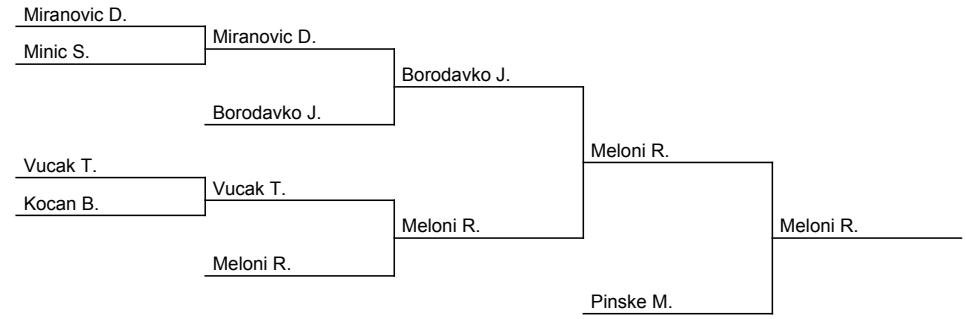 Miranovic D.
Minic S.
Miranovic D.
Borodavko J.
Borodavko J.
Vucak T.
Kocan B.
Vucak T.
Meloni R.
Meloni R.
Meloni R.
Pinske M.
Meloni R.